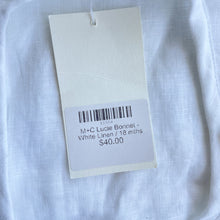 M+C Lucie Bonnet -
White Linen / 18 mths
$40.00